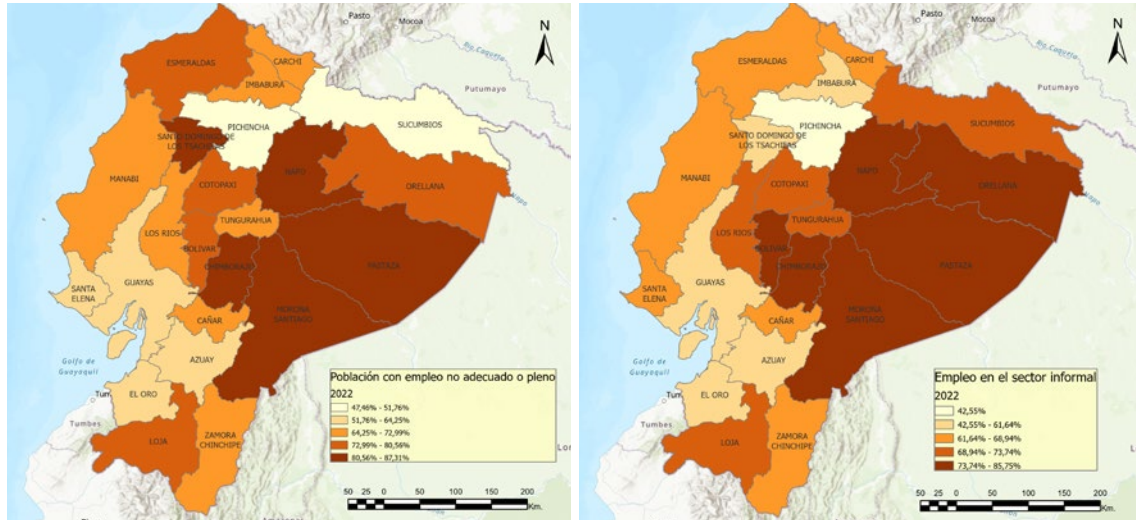 Pasto
Mocoa
N
Rio Caqueta
Putumayo
ESMERALDAS
CARCHI
IMBABURA
SUCUMBIOS
PICHINCHA
SANTO DOMINGO DE
LOS TSACHILAS
MANABI
NAPO
COTOPAXI
ORELLANA
TUNGURAHUA
LOS RIOS
BOLIVAR
CHIMBORAZO
PASTAZA
SANTA
ELENA
GUAYAS
MORONA
SANTIAGO
CAÑAR
AZUAY
Golfo de
Guayaquil
EL ORO
Tumbes
LOJA
ZAMORA
CHINCHIPE
Población con empleo no adecuado o pleno
2022
47,46% - 51,76%
51,76% - 64,25%
64,25% - 72,99%
72,99% - 80,56%
80,56% - 87,31%
50 25 0 50 100 150 200
Km.
Pasto
Mocoa
N
Rio Caqueta
Putumayo
ESMERALDAS
CARCHI
IMBABURA
SUCUMBIOS
PICHINCHA
SANTO DOMINGO DE
LOS TSACHILAS
MANABI
NAPO
COTOPAXI
ORELLANA
TUNGURAHUA
LOS RIOS
BOLIVAR
CHIMBORAZO
PASTAZA
SANTA
ELENA
GUAYAS
MORONA
SANTIAGO
CAÑAR
AZUAY
Golfo de
Guayaquil
EL ORO
Tumbes
LOJA
ZAMORA
CHINCHIPE
Empleo en el sector informal
2022
42,55%
42,55% - 61,64%
61,64% - 68,94%
68,94% - 73,74%
73,74% - 85,75%
50 25 0 50 100 150 200
Km.